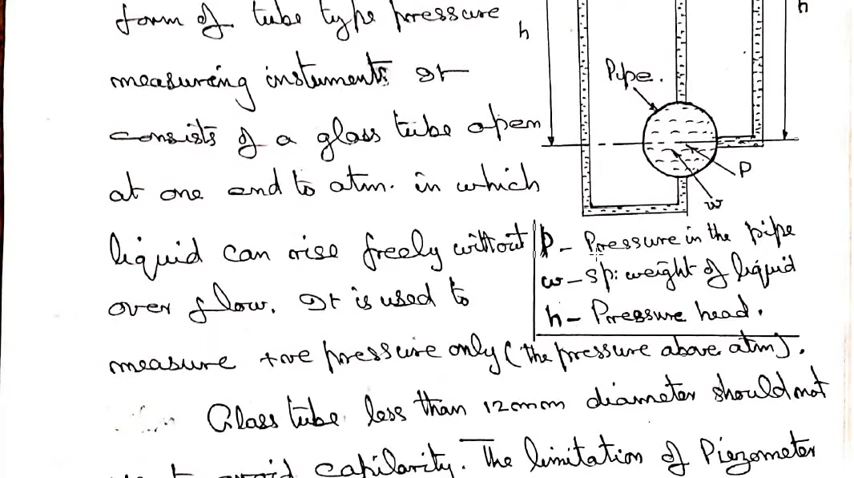 form of tube type pressure
measuring instuments It
consists of a glass tube open
at one end to atm. in which
liquid can rise freely without
over flow. It is used to
measure +ve pressure only (the pressure above atm).
Glass tube less than 12mm diameter should not
avoid capilarity. The limitation of Piezometer
h
h
Pipe.
P
w
P - Pressure in the pipe
w - sp: weight of liquid
h - Pressure head.